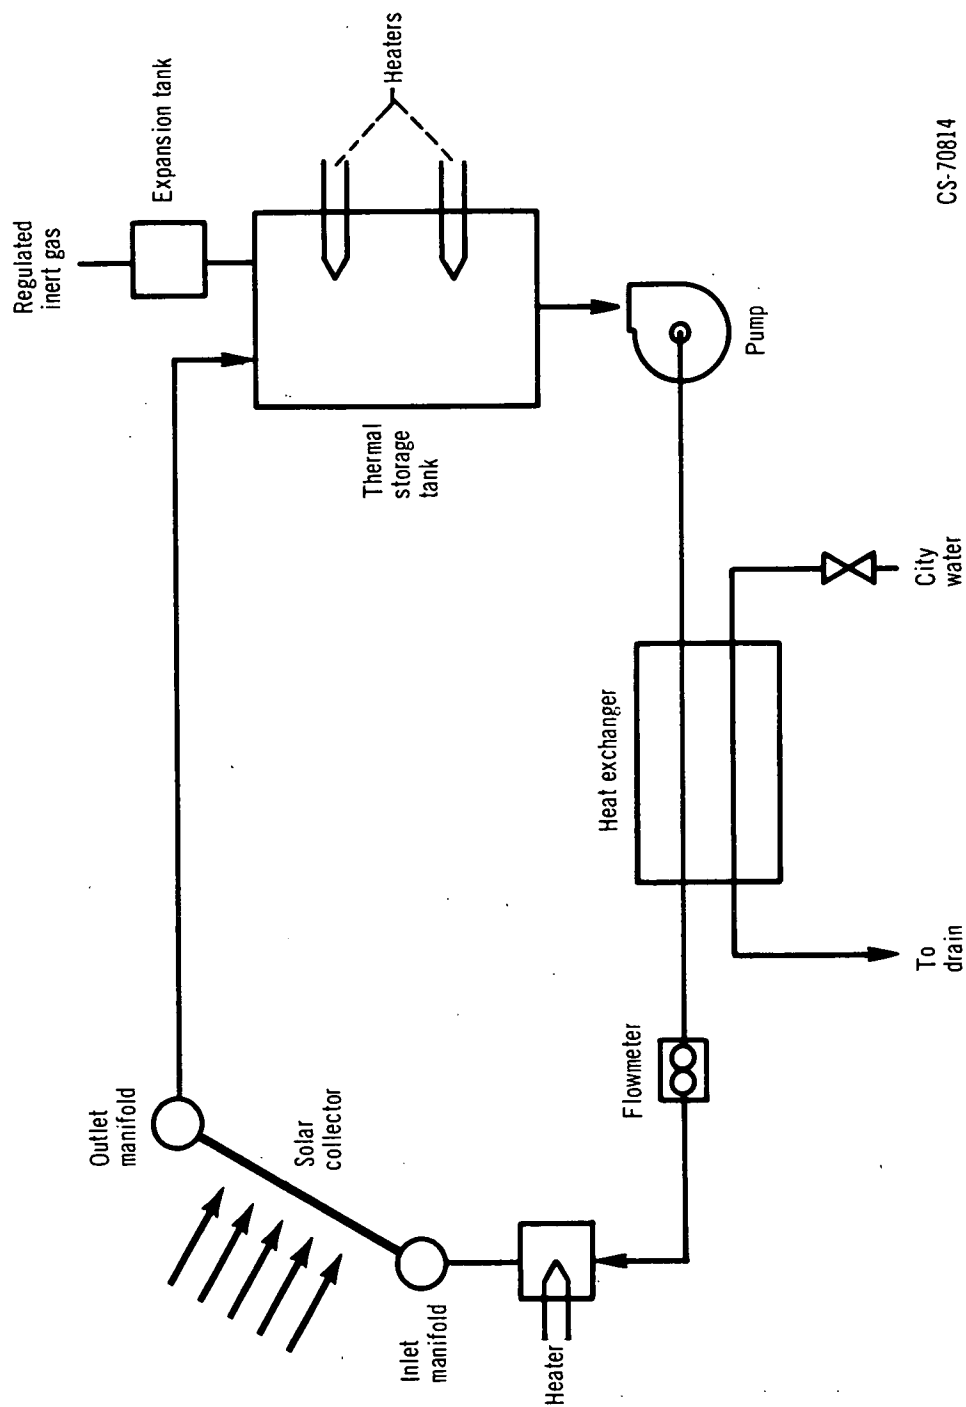 Regulated
inert gas
Expansion tank
Heaters
Thermal
storage
tank
Pump
Outlet
manifold
Solar
collector
Inlet
manifold
Heater
Flowmeter
Heat exchanger
To
drain
City
water
CS-70814